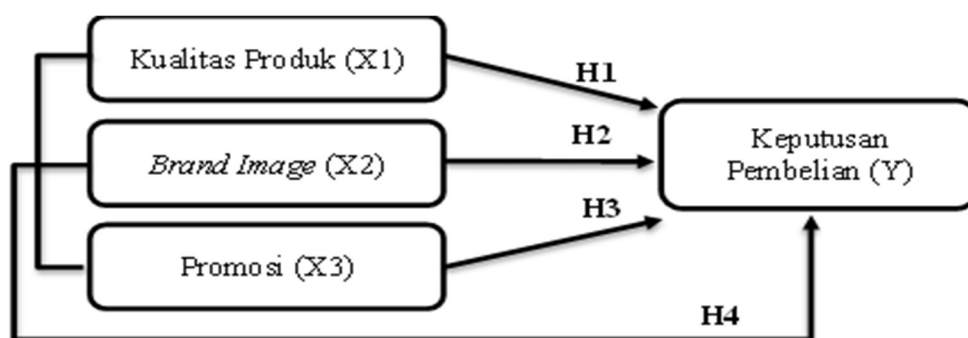 Kualitas Produk (X1)
H1
Brand Image (X2)
H2
Keputusan
Pembelian (Y)
H3
Promosi (X3)
H4